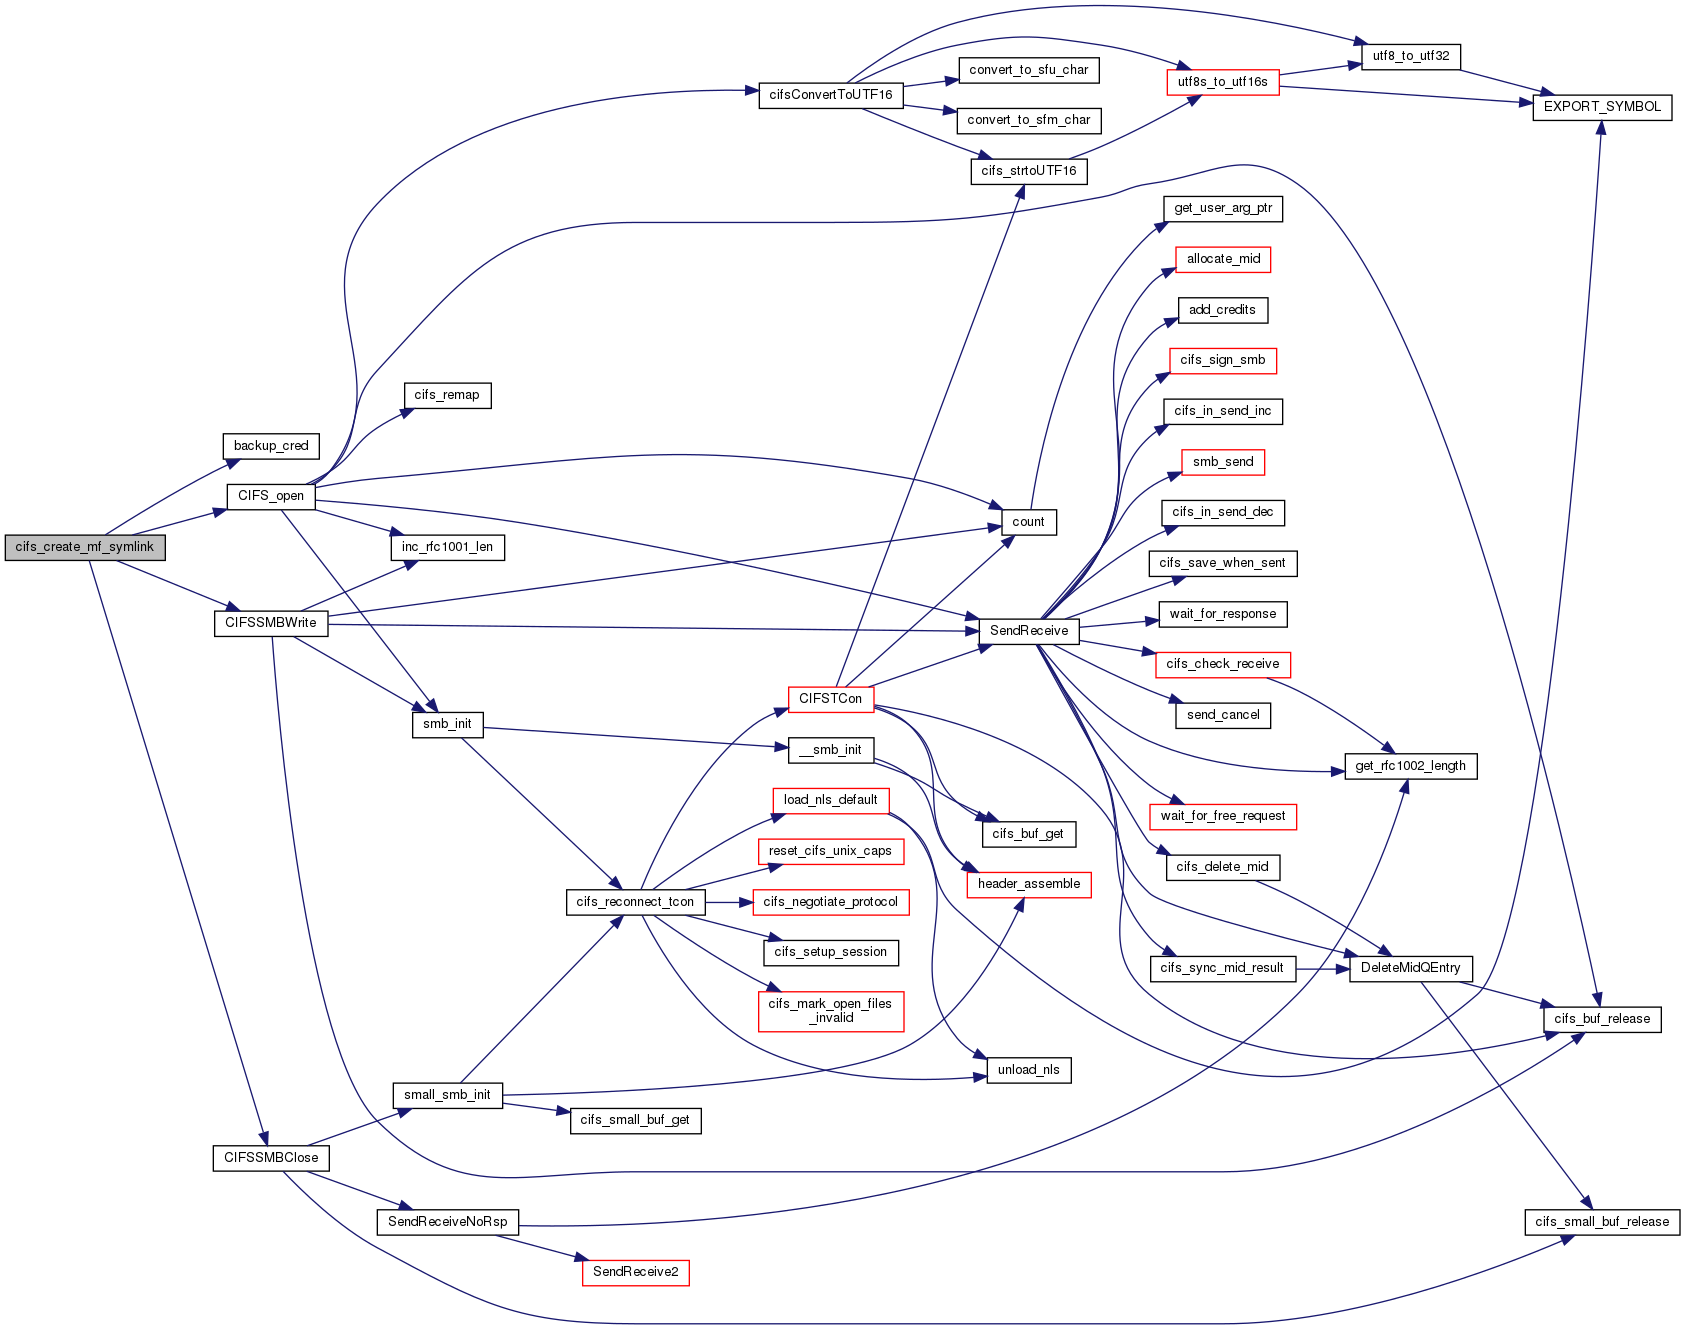 cifs_create_mf_symlink
backup_cred
CIFS_open
CIFSSMBWrite
CIFSSMBClose
cifs_remap
inc_rfc1001_len
smb_init
small_smb_init
SendReceiveNoRsp
cifs_reconnect_tcon
cifs_small_buf_get
SendReceive2
cifsConvertToUTF16
CIFSTCon
__smb_init
load_nls_default
reset_cifs_unix_caps
cifs_negotiate_protocol
cifs_setup_session
cifs_mark_open_files
_invalid
convert_to_sfu_char
convert_to_sfm_char
cifs_strtoUTF16
count
SendReceive
cifs_buf_get
header_assemble
unload_nls
utf8s_to_utf16s
get_user_arg_ptr
allocate_mid
add_credits
cifs_sign_smb
cifs_in_send_inc
smb_send
cifs_in_send_dec
cifs_save_when_sent
wait_for_response
cifs_check_receive
send_cancel
wait_for_free_request
cifs_delete_mid
cifs_sync_mid_result
utf8_to_utf32
get_rfc1002_length
DeleteMidQEntry
EXPORT_SYMBOL
cifs_buf_release
cifs_small_buf_release